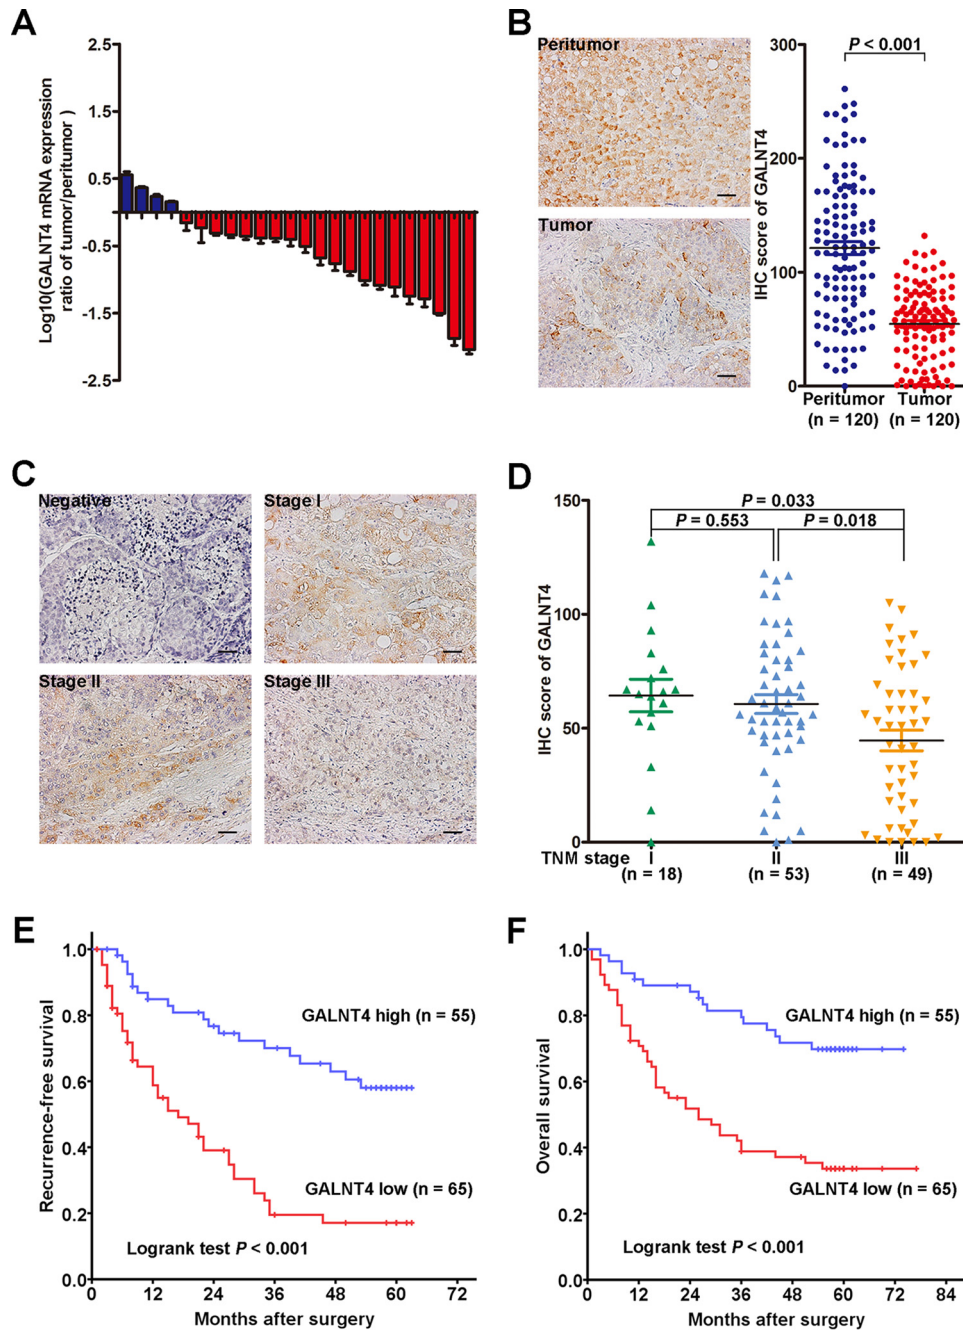 A
2.5
1.5
0.5
-0.5
-1.5
-2.5
Log10(GALNT4 mRNA expression
ratio of tumor/peritumor )
B
Peritumor
Tumor
P < 0.001
300
200
100
0
IHC score of GALNT4
Peritumor
(n = 120)
Tumor
(n = 120)
C
Negative
Stage I
Stage II
Stage III
D
150
100
50
0
IHC score of GALNT4
P = 0.033
P = 0.553
P = 0.018
TNM stage
I
II
III
(n = 18)
(n = 53)
(n = 49)
E
1.0
0.8
0.6
0.4
0.2
0.0
Recurrence-free survival
GALNT4 high (n = 55)
GALNT4 low (n = 65)
Logrank test P < 0.001
0 12 24 36 48 60 72
Months after surgery
F
1.0
0.8
0.6
0.4
0.2
0.0
Overall survival
GALNT4 high (n = 55)
GALNT4 low (n = 65)
Logrank test P < 0.001
0 12 24 36 48 60 72 84
Months after surgery